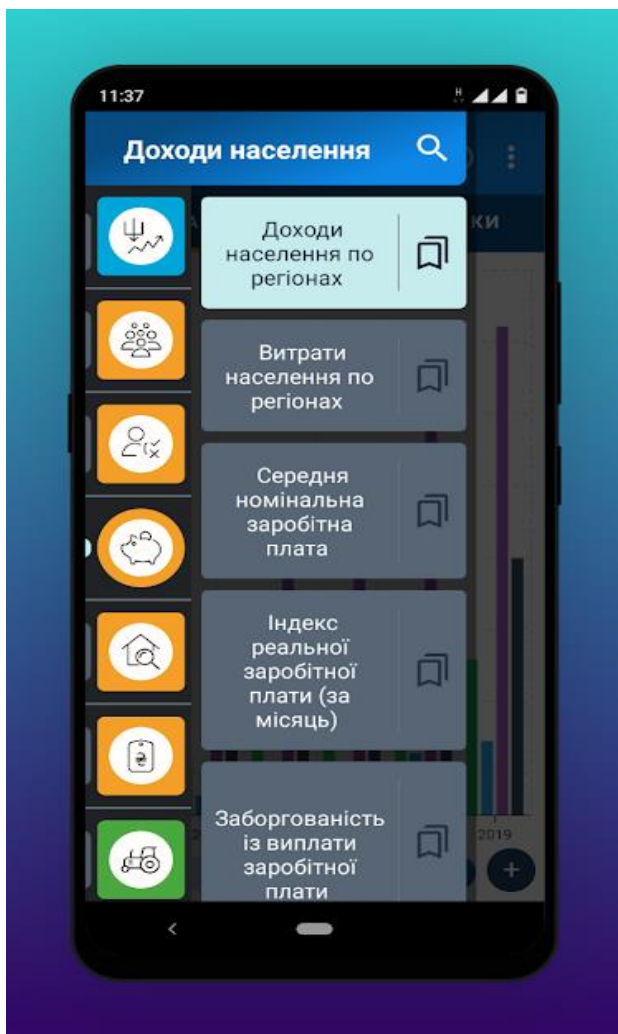 11:37
H
Доходи населення
Доходи
населення по
регіонах
КИ
Витрати
населення по
регіонах
Середня
номінальна
заробітна
плата
Індекс
реальної
заробітної
плати (за
місяць)
₴
Заборгованість
із виплати
заробітної
плати
2019